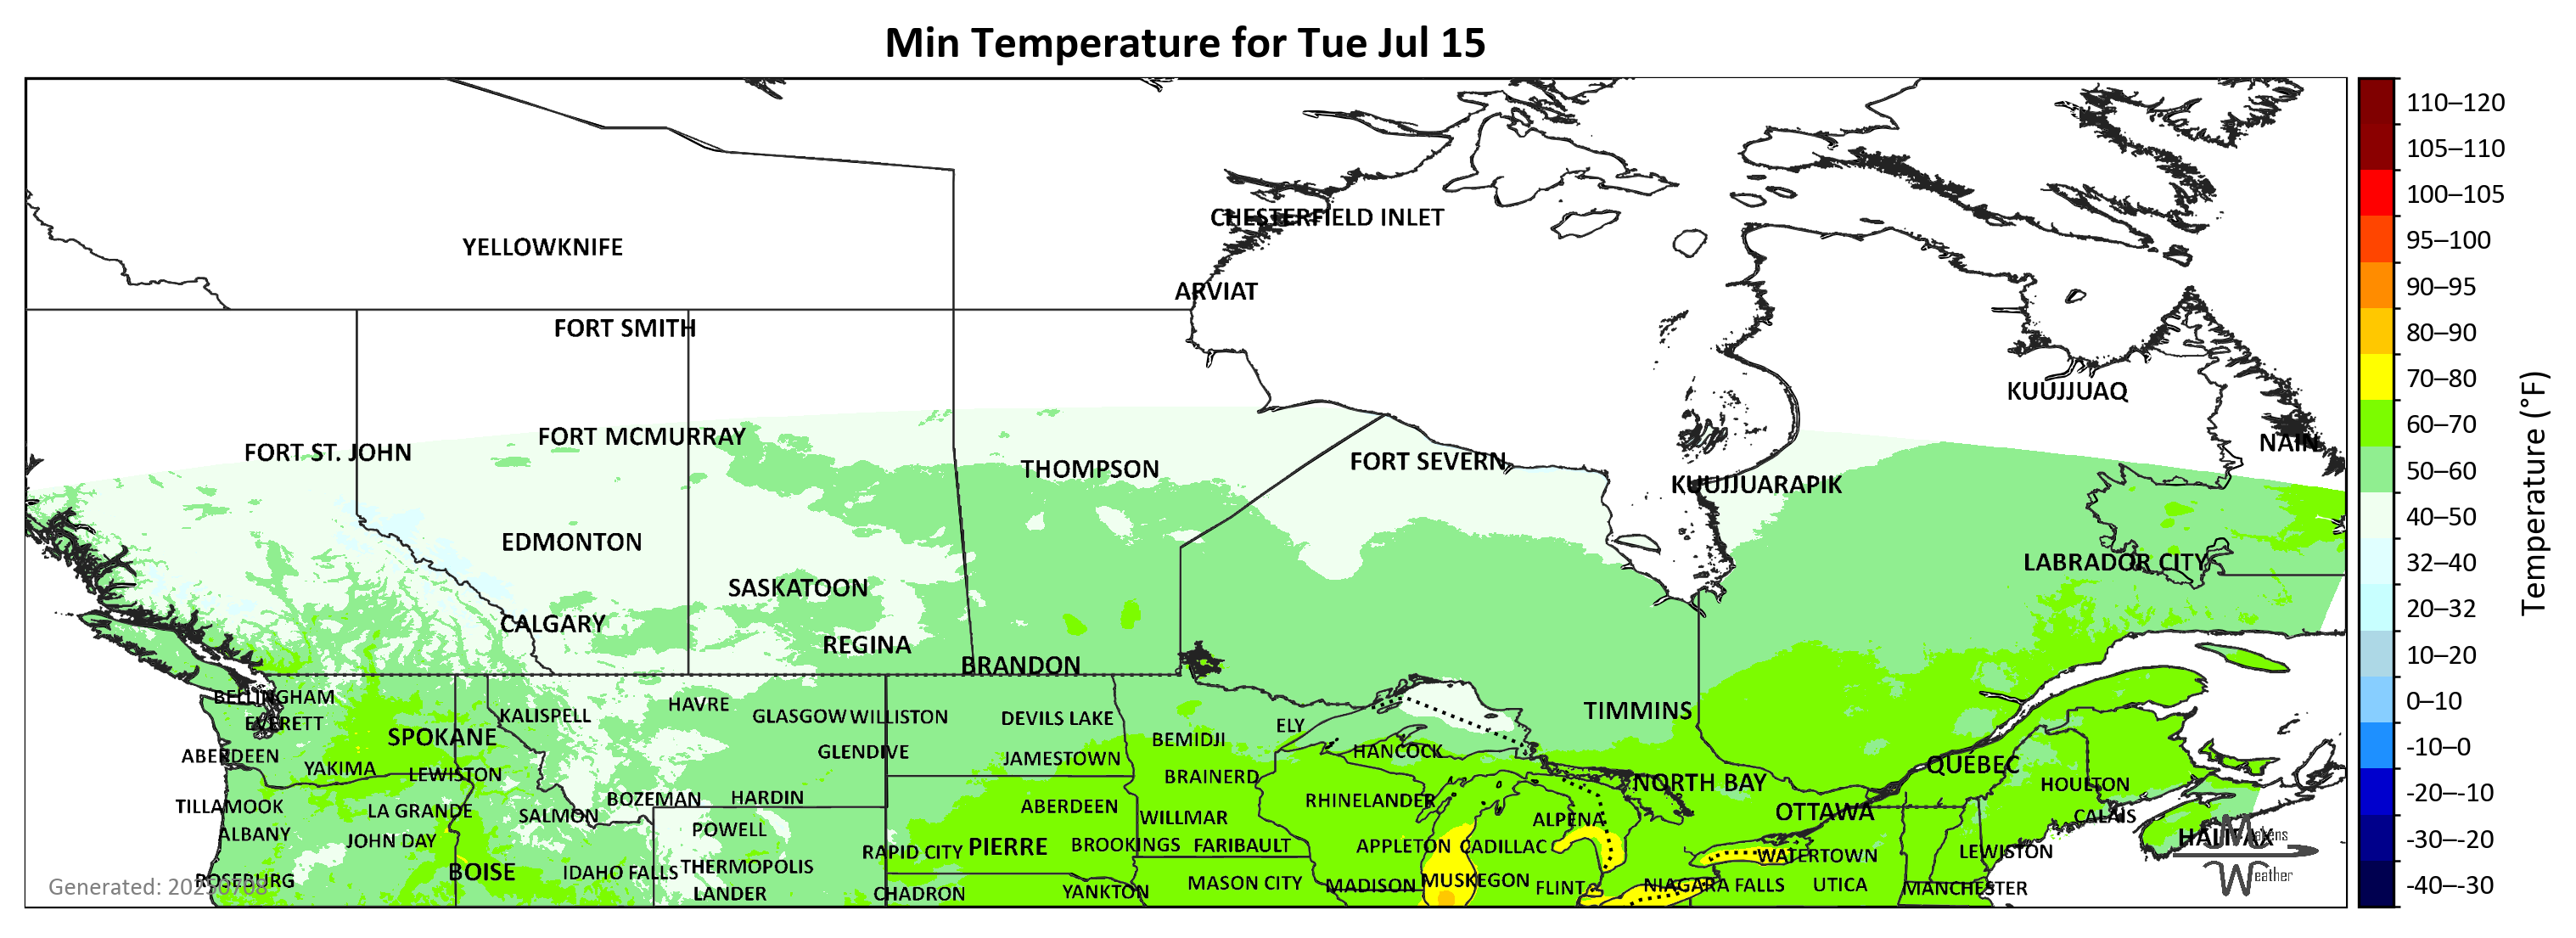 Min Temperature for Tue Jul 15
CHESTERFIELD INLET
YELLOWKNIFE
ARVIAT
FORT SMITH
KUUJJUAQ
FORT MCMURRAY
NAIN
FORT ST. JOHN
FORT SEVERN
THOMPSON
KUUJJUARAPIK
EDMONTON
LABRADOR CITY
SASKATOON
CALGARY
REGINA
BRANDON
BELLINGHAM
HAVRE
TIMMINS
KALISPELL
GLASGOW WILLISTON
DEVILS LAKE
EVERETT
ELY
SPOKANE
BEMIDJI
GLENDIVE
HANCOCK
ABERDEEN
JAMESTOWN
QUÉBEC
YAKIMA
LEWISTON
BRAINERD
NORTH BAY
HOULTON
BOZEMAN
HARDIN
RHINELANDER
TILLAMOOK
ABERDEEN
LA GRANDE
OTTAWA
SALMON
WILLMAR
CALAIS
ALPENA
POWELL
ALBANY
HALIFAX
JOHN DAY
PIERRE
BROOKINGS
FARIBAULT
APPLETON
CADILLAC
RAPID CITY
LEWISTON
WATERTOWN
THERMOPOLIS
BOISE
IDAHO FALLS
ROSEBURG
MUSKEGON
MASON CITY
MADISON
NIAGARA FALLS
UTICA
FLINT
MANCHESTER
LANDER
CHADRON
YANKTON
Generated: 20250708
Makens
Weather
110–120
105–110
100–105
95–100
90–95
80–90
70–80
60–70
50–60
40–50
32–40
20–32
10–20
0–10
-10–0
-20–-10
-30–-20
-40–-30
Temperature (°F)